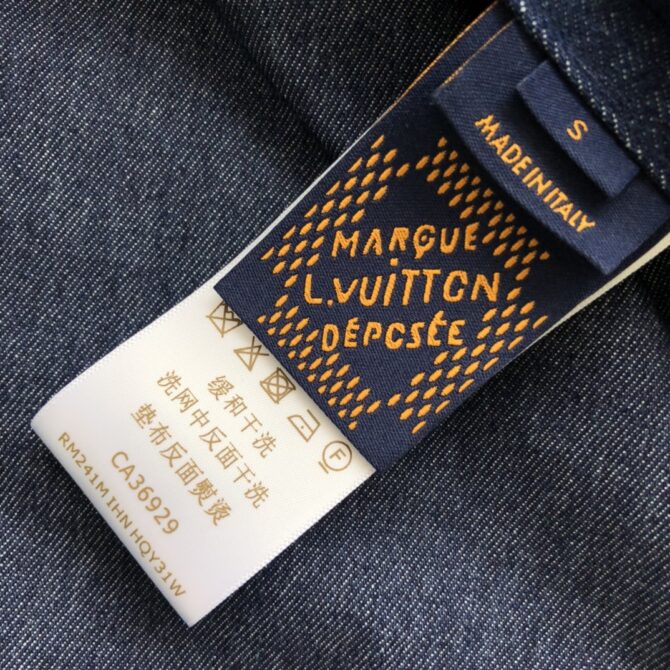 S
MADE IN ITALY
MARQUE
L.VUITTON
DÉPOSÉE
F
缓和干洗
洗网中反面干洗
垫布反面熨烫
CA36929
RM241M IHN HQY31W